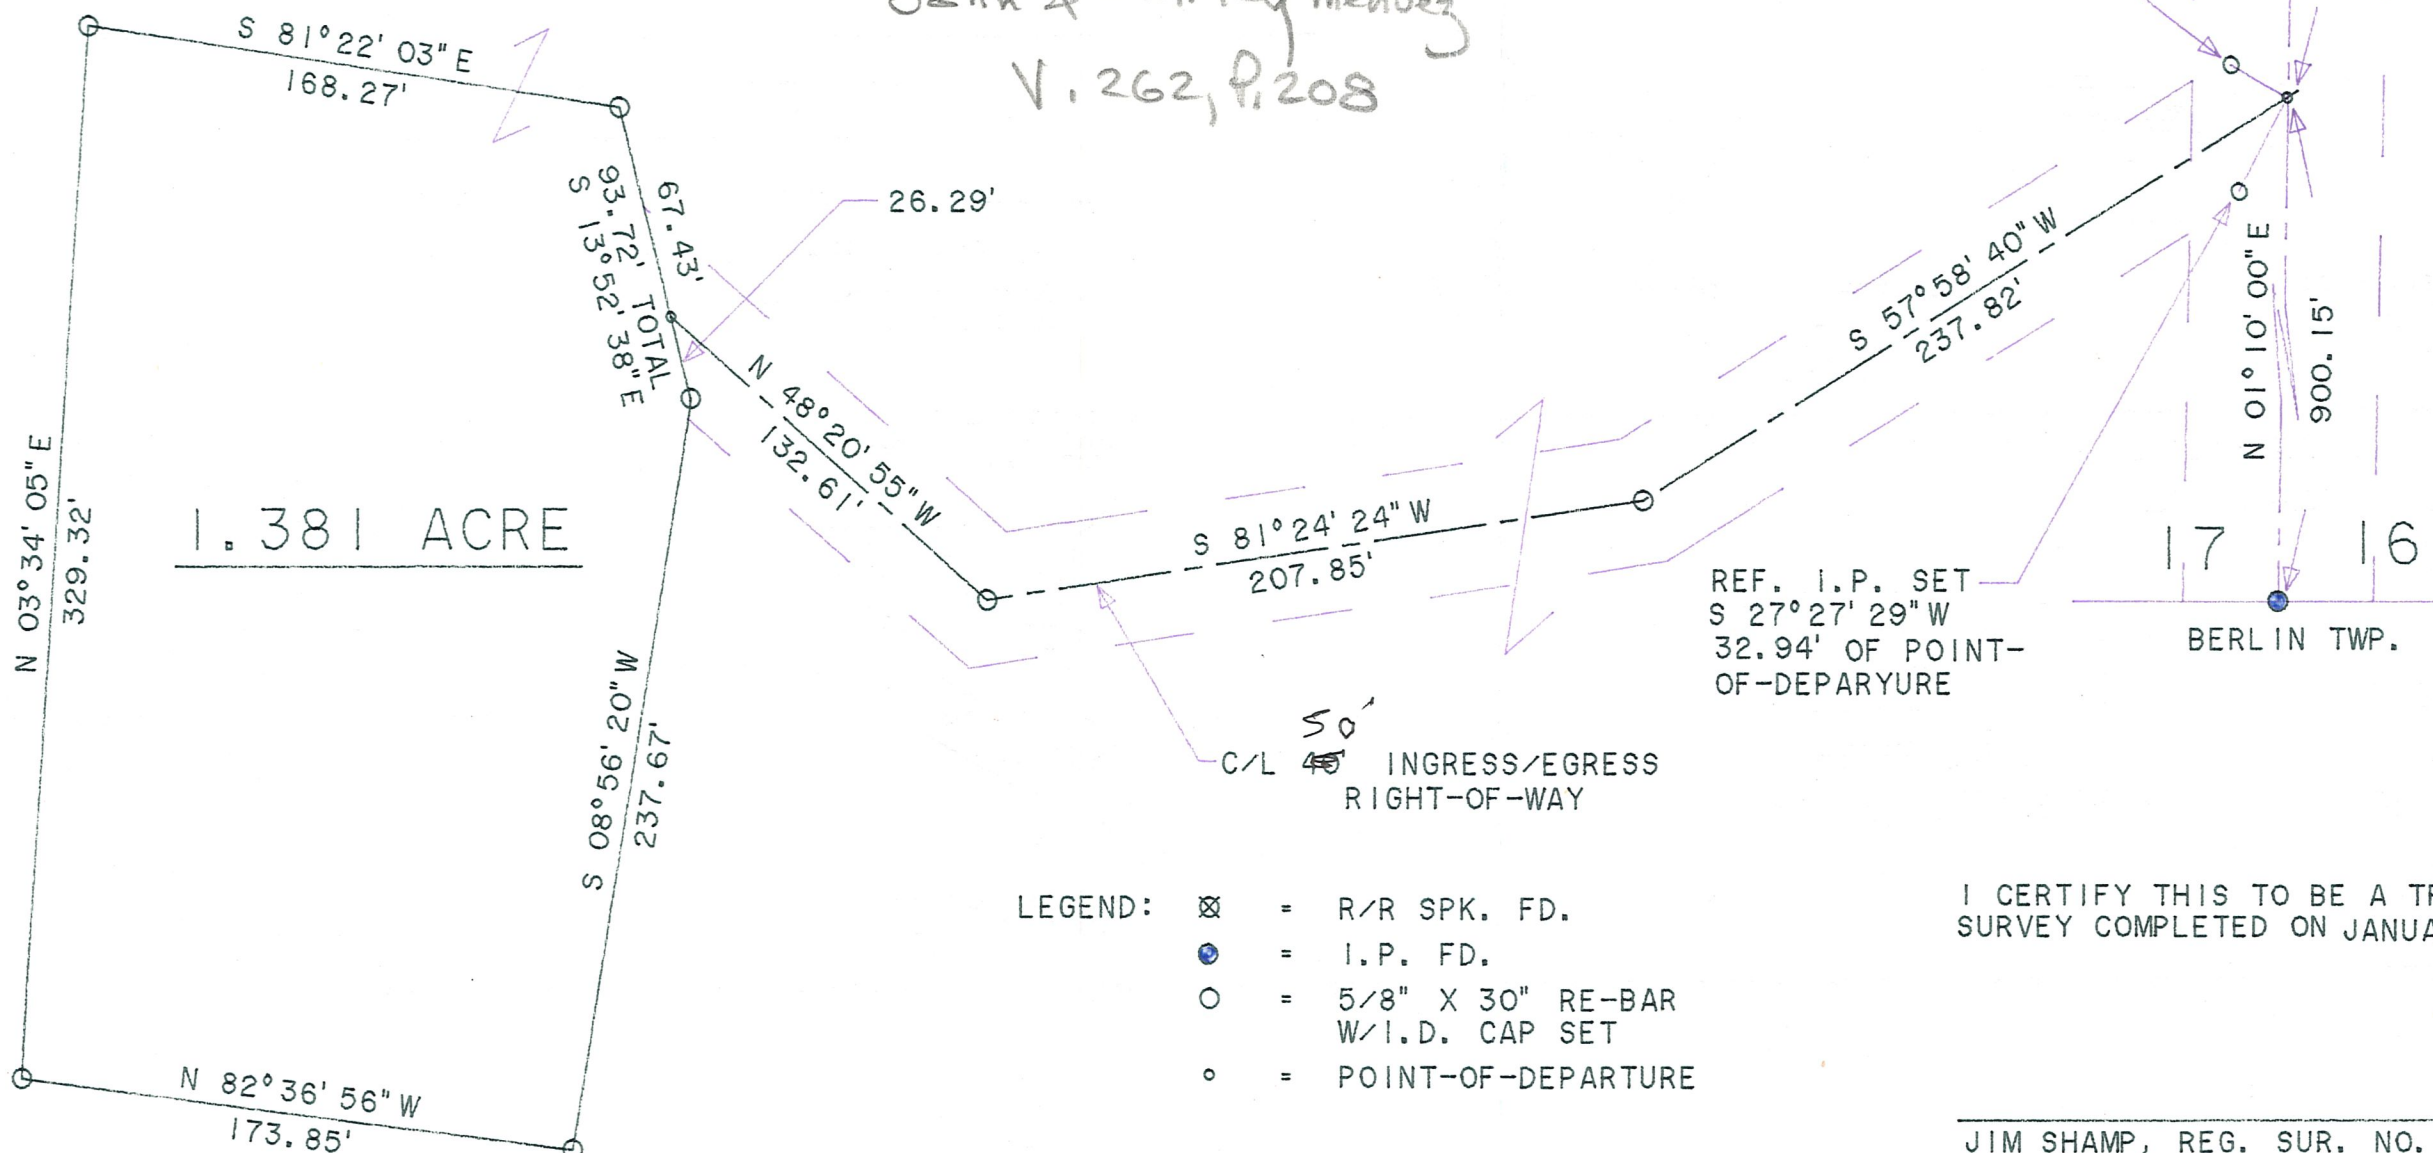 V. 262, P. 208
S 81°22'03"E
168.27'
67.43'
93.72' TOTAL
S 13°52'38"E
26.29'
N 48°20'55"W
132.61'
S 81°24'24"W
207.85'
S 57°58'40"W
237.82'
N 01°10'00"E
900.15'
N 03°34'05"E
329.32'
1.381 ACRE
S 08°56'20"W
237.67'
N 82°36'56"W
173.85'
17
16
BERLIN TWP.
REF. I.P. SET
S 27°27'29"W
32.94' OF POINT-
OF-DEPARYURE
50'
C/L INGRESS/EGRESS
RIGHT-OF-WAY
LEGEND:
= R/R SPK. FD.
= I.P. FD.
= 5/8" X 30" RE-BAR
W/I.D. CAP SET
= POINT-OF-DEPARTURE
I CERTIFY THIS TO BE A
SURVEY COMPLETED ON
JIM SHAMP, REG. SUR. NO.